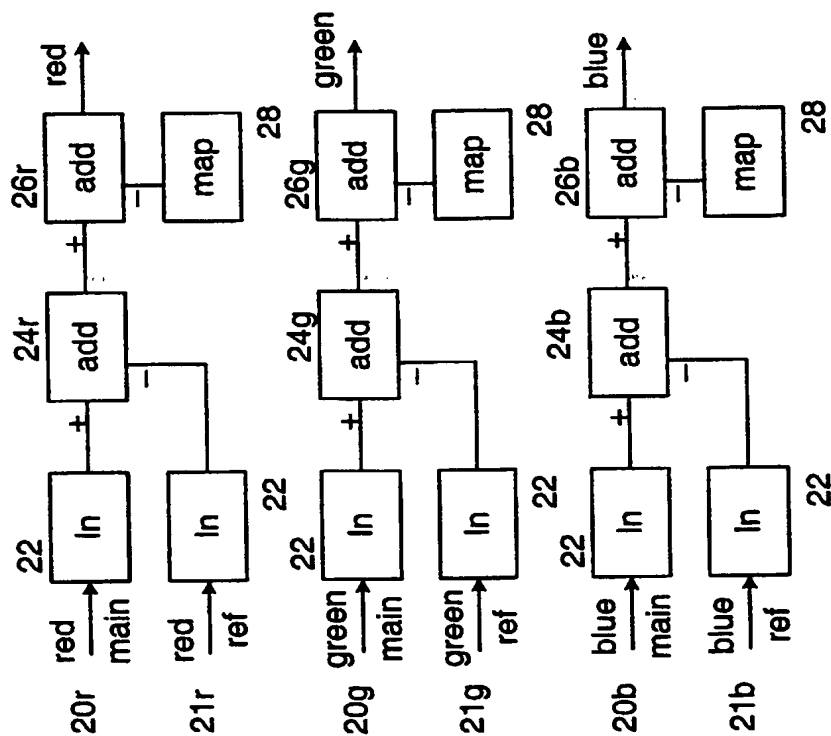 22 24r 26r
red + + red
20r main ln add add
– –
red
21r ref ln map
22 28
22 24g 26g
green + + green
20g main ln add add
22
– –
green
21g ref ln map
28
22 24b 26b
blue + + blue
20b main ln add add
– –
blue
21b ref ln map
22 28